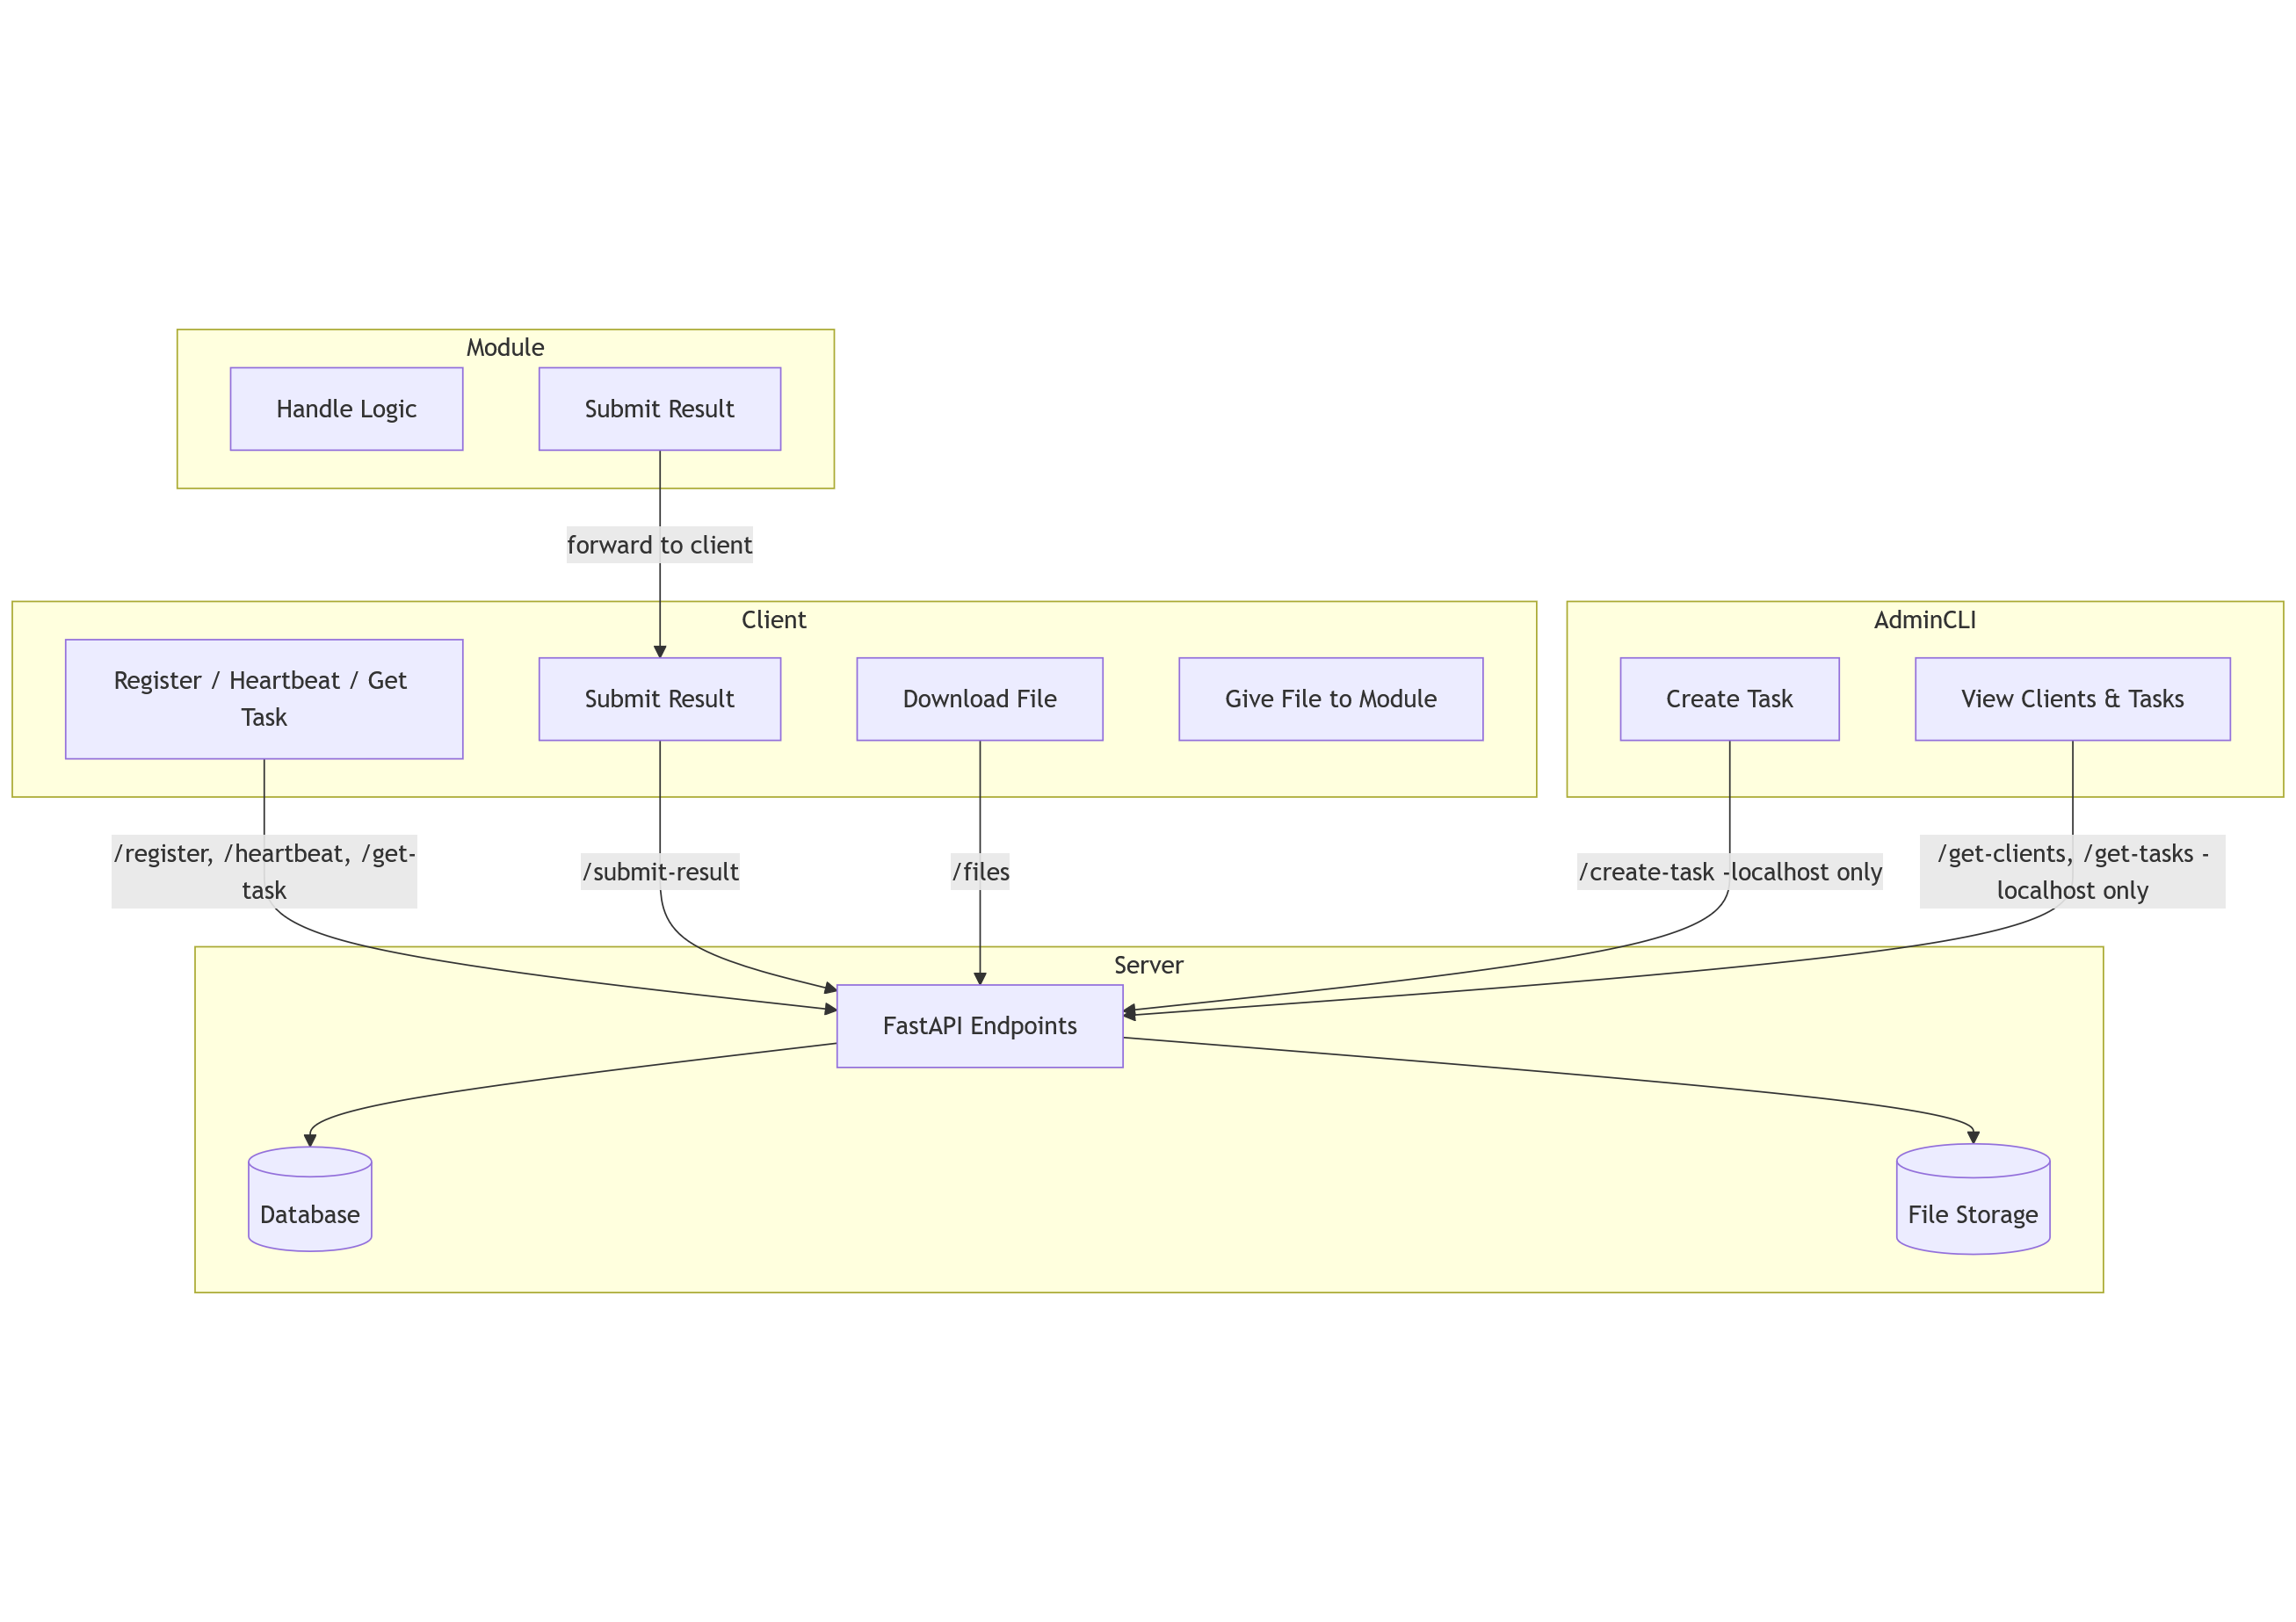 Module
Handle Logic
Submit Result
forward to client
Client
AdminCLI
Register / Heartbeat / Get
Task
Submit Result
Download File
Give File to Module
Create Task
View Clients & Tasks
/register, /heartbeat, /get-
task
/submit-result
/files
/create-task -localhost only
/get-clients, /get-tasks -
localhost only
Server
FastAPI Endpoints
Database
File Storage